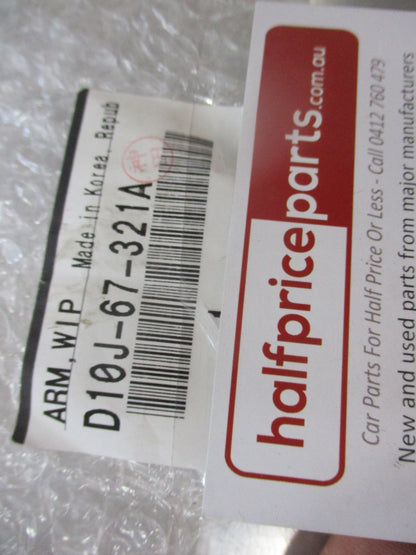 ARM, WIP Made in Korea, Repub
D10J-67-321A
halfpriceparts.com.au
Car Parts For Half Price Or Less - Call 0412 760 479
New and used parts from major manufacturers